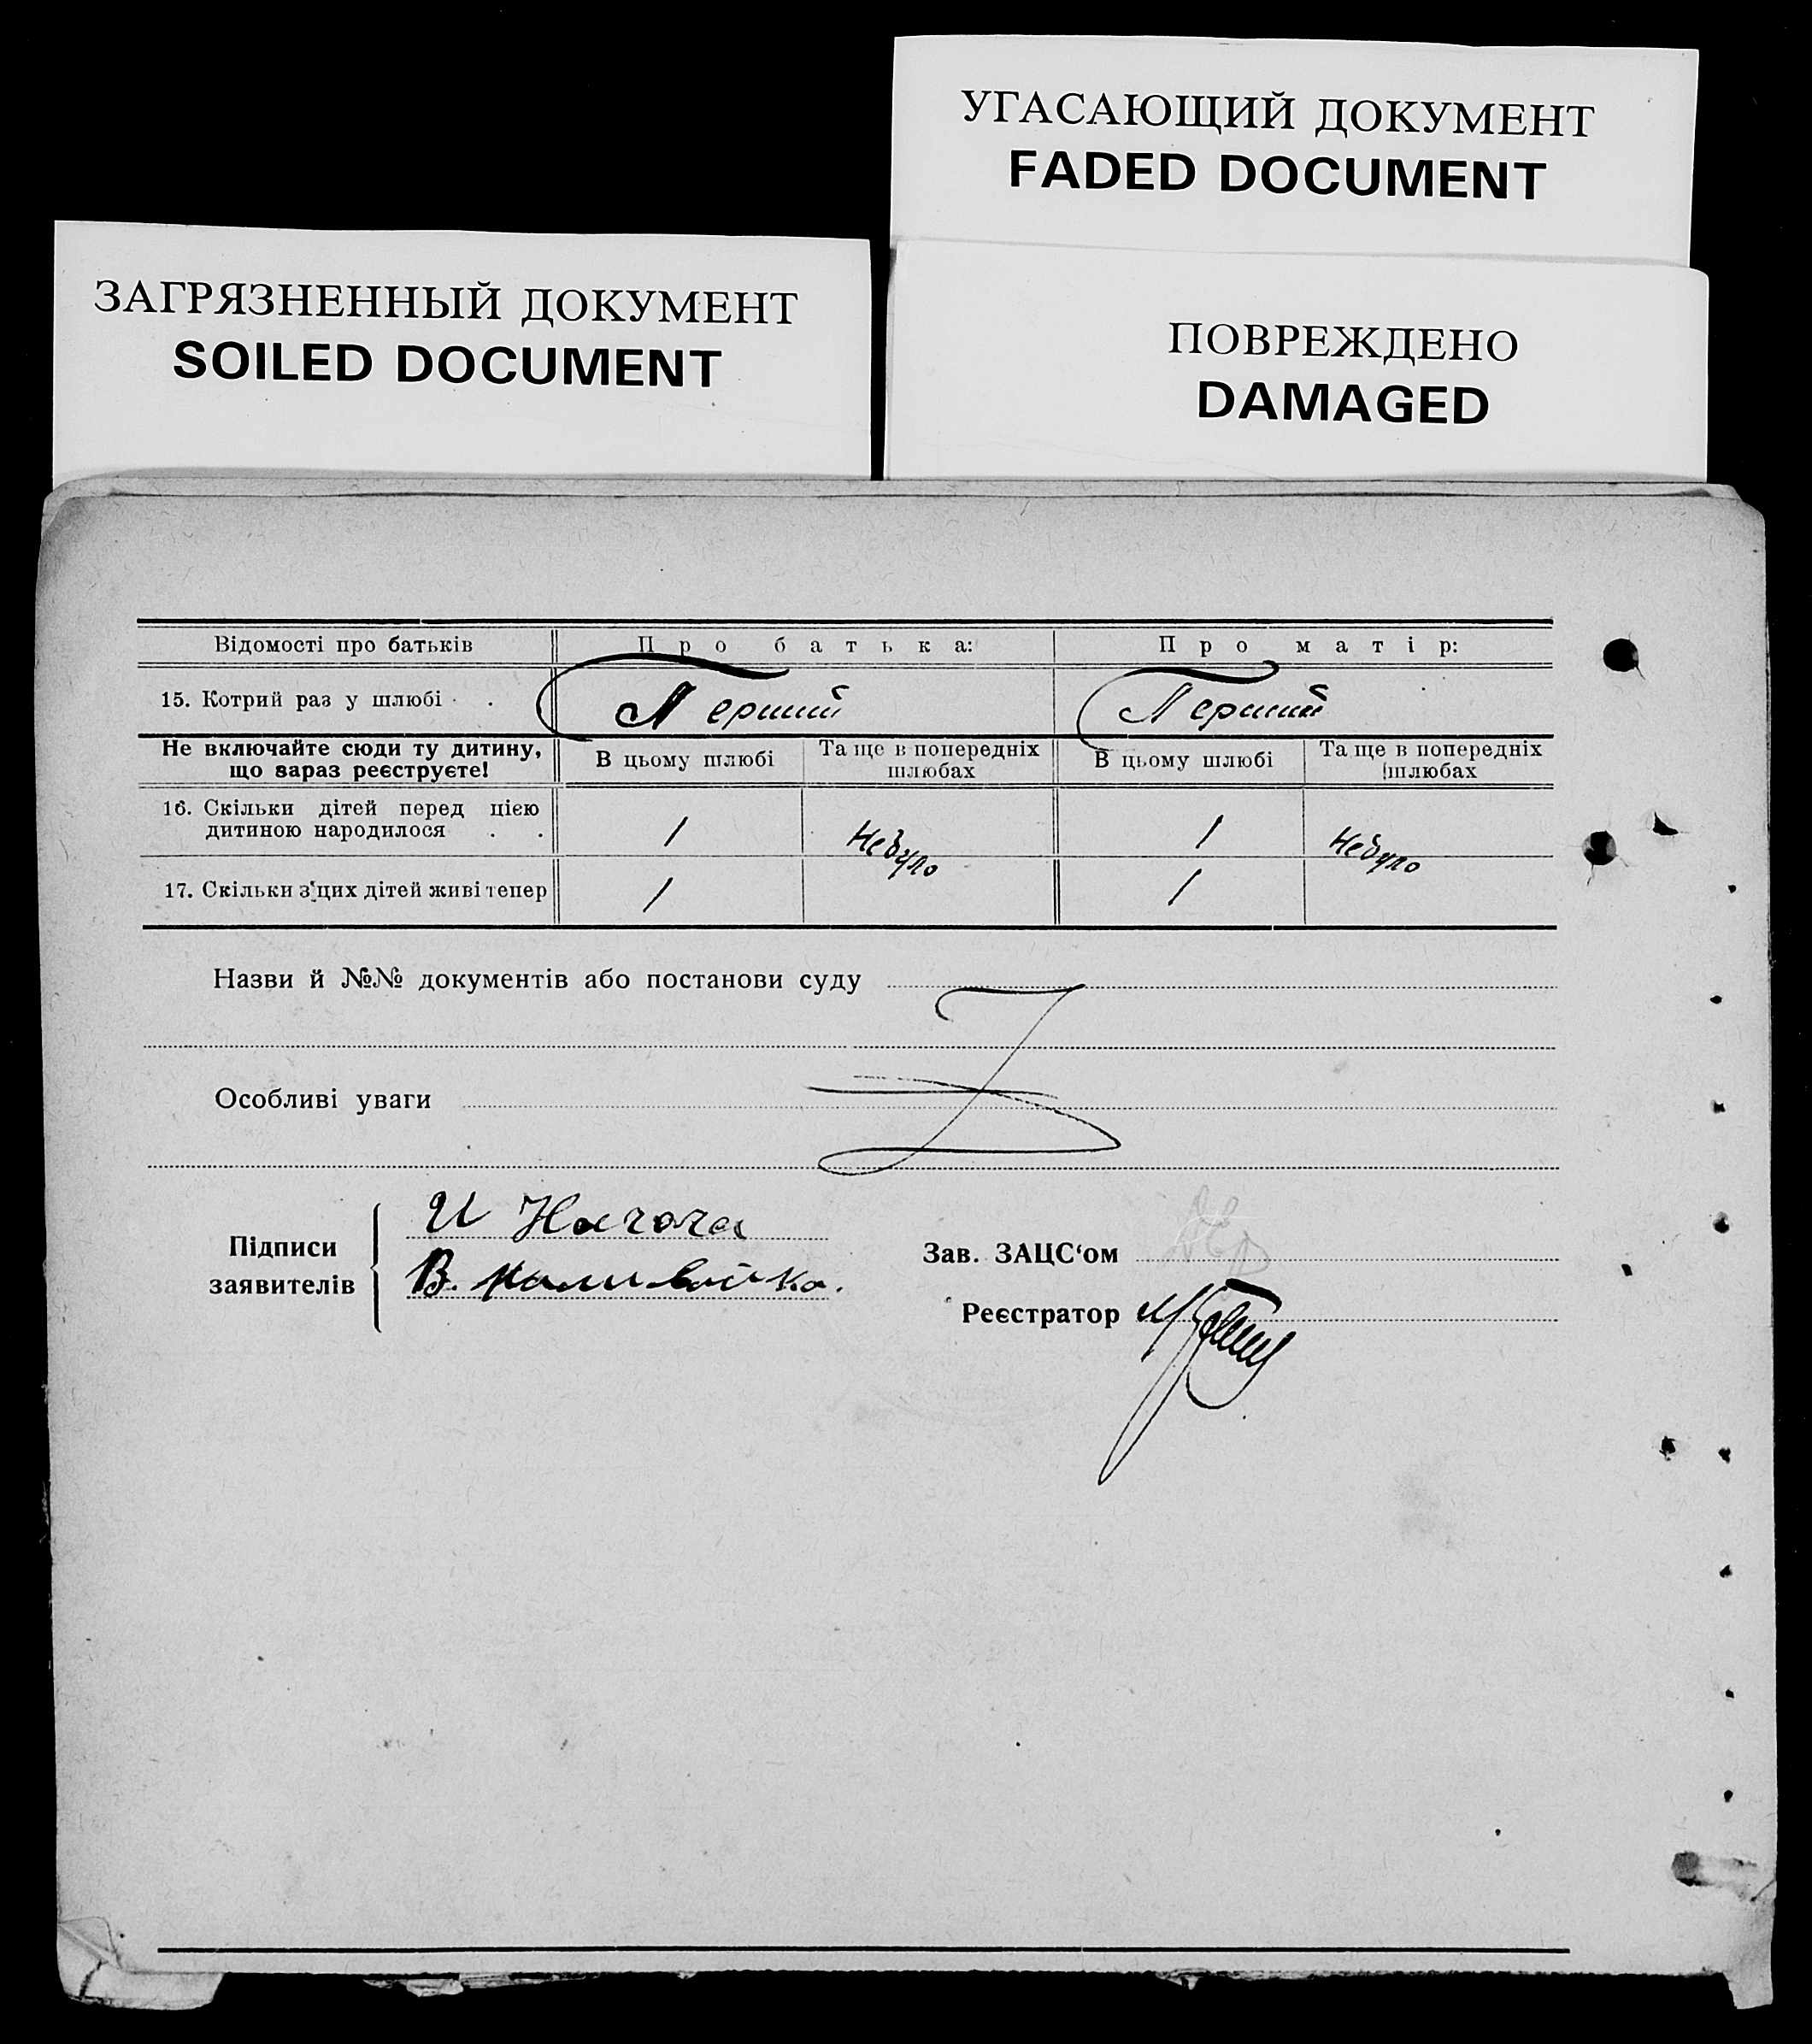 УГАСАЮЩИЙ ДОКУМЕНТ
FADED DOCUMENT
ЗАГРЯЗНЕННЫЙ ДОКУМЕНТ
SOILED DOCUMENT
ПОВРЕЖДЕНО
DAMAGED
Відомості про батьків Про батька: Про матір:
15. Котрий раз у шлюбі . . Перший Перший
Не включайте сюди ту дитину, що зараз реєструєте! В цьому шлюбі Та ще в попередніх шлюбах В цьому шлюбі Та ще в попередніх шлюбах
16. Скільки дітей перед цією
дитиною народилося . . 1 Небуло 1 Небуло
17. Скільки з цих дітей живі тепер 1 1
Назви й №№ документів або постанови суду
Особливі уваги
Підписи
заявителів
И
В.
Зав. ЗАЦС‘ом
Реєстратор